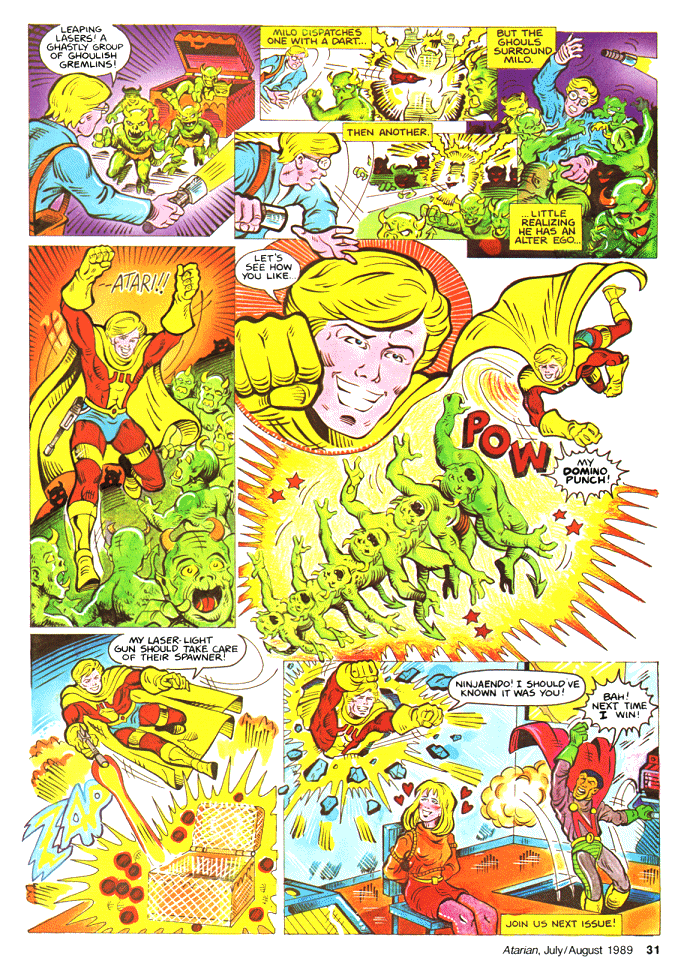 LEAPING
LASERS! A
GHASTLY GROUP
OF GHOULISH
GREMLINS!
MILO DISPATCHES
ONE WITH A DART...
THEN ANOTHER.
BUT THE
GHOULS
SURROUND
MILO.
LITTLE
REALIZING
HE HAS AN
ALTER EGO...
--ATARI!!
LET'S
SEE HOW
YOU LIKE...
POW
MY
DOMINO
PUNCH!
MY LASER-LIGHT
GUN SHOULD TAKE CARE
OF THEIR SPAWNER!
ZAP
NINJAENDO! I SHOULD'VE
KNOWN IT WAS YOU!
BAH!
NEXT TIME
I WIN!
JOIN US NEXT ISSUE!
Atarian, July/August 1989 31